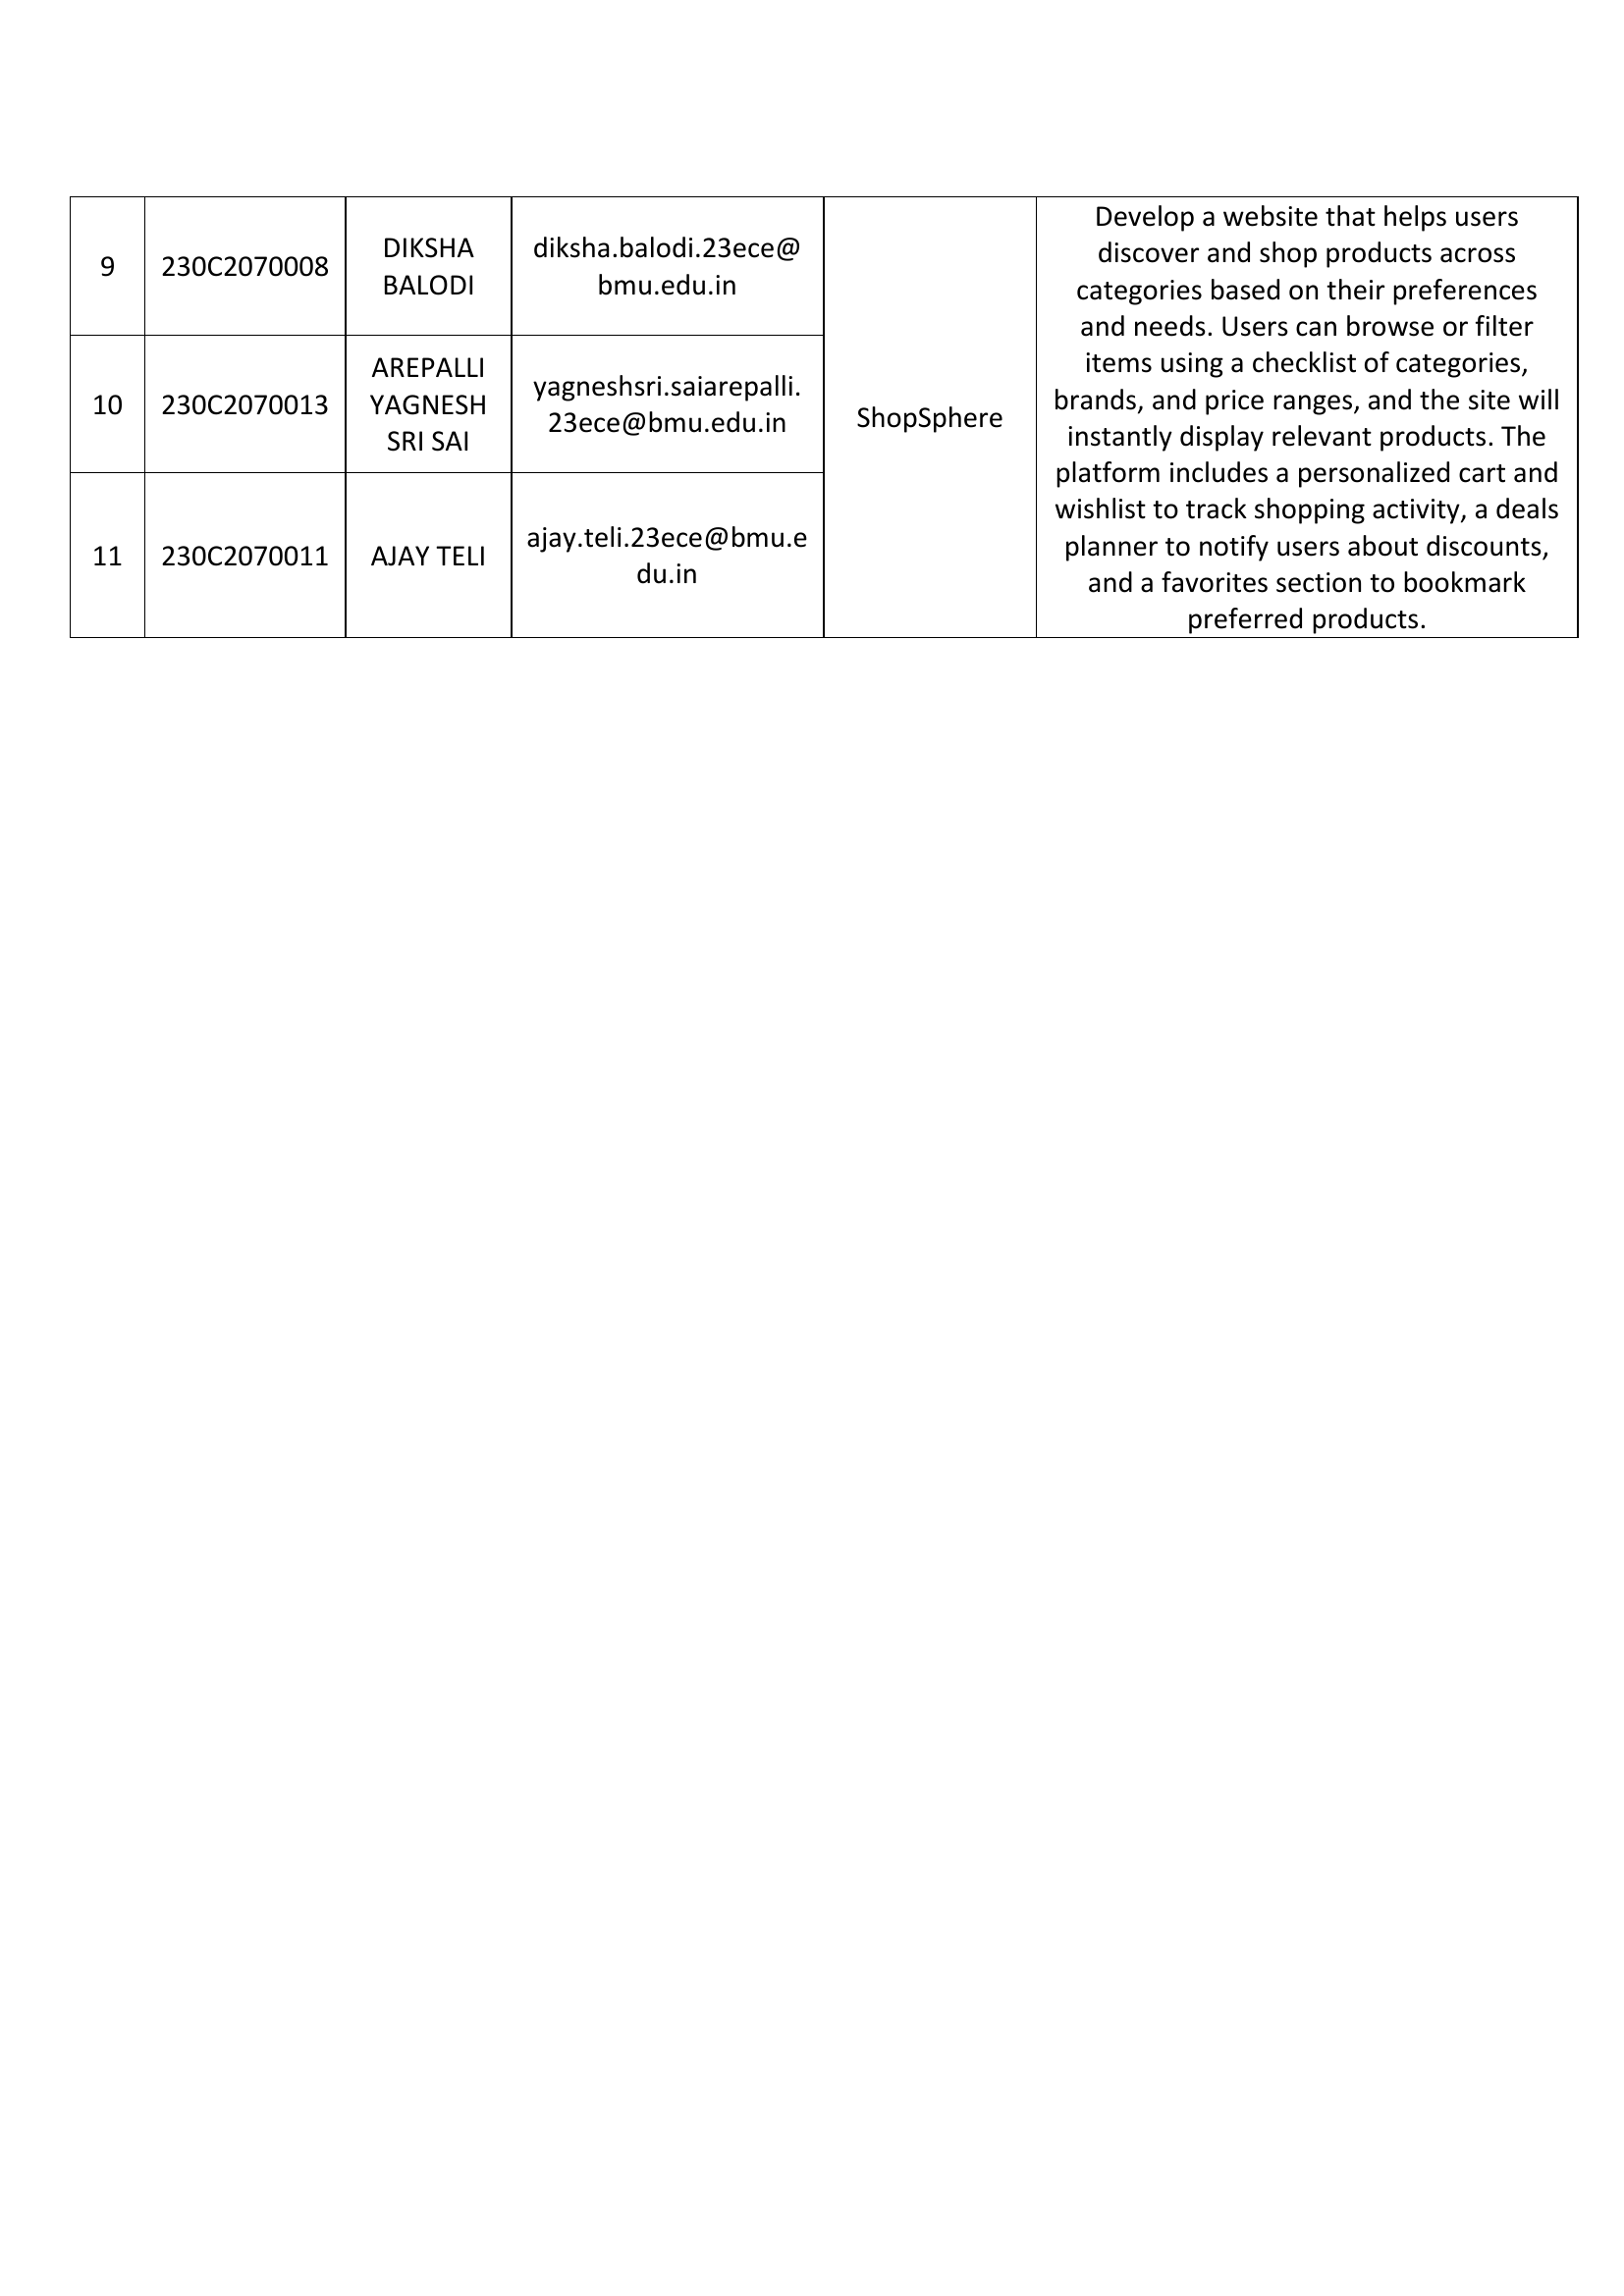 9
230C2070008
DIKSHA
BALODI
diksha.balodi.23ece@
bmu.edu.in
10
230C2070013
AREPALLI
YAGNESH
SRI SAI
yagneshsri.saiarepalli.
23ece@bmu.edu.in
11
230C2070011
AJAY TELI
ajay.teli.23ece@bmu.e
du.in
ShopSphere
Develop a website that helps users
discover and shop products across
categories based on their preferences
and needs. Users can browse or filter
items using a checklist of categories,
brands, and price ranges, and the site will
instantly display relevant products. The
platform includes a personalized cart and
wishlist to track shopping activity, a deals
planner to notify users about discounts,
and a favorites section to bookmark
preferred products.